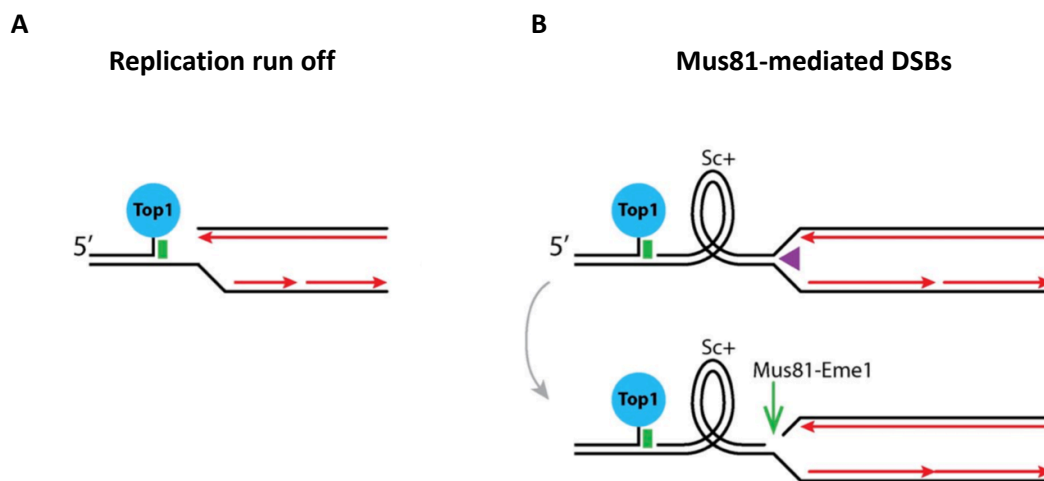 A
Replication run off
Top1
5′
B
Mus81-mediated DSBs
Sc+
Top1
5′
Sc+
Mus81-Eme1
Top1